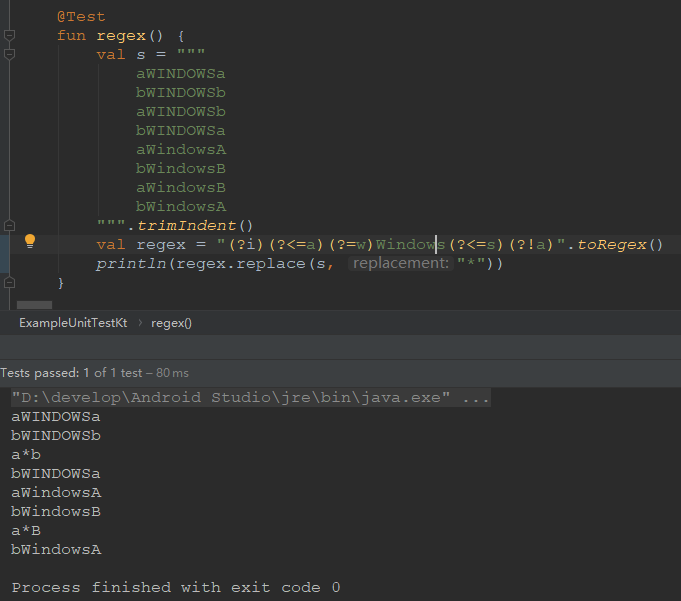 @Test
fun regex() {
val s = """
aWINDOWSa
bWINDOWSb
aWINDOWSb
bWINDOWSa
aWindowsA
bWindowsB
aWindowsB
bWindowsA
""".trimIndent()
val regex = "(?i)(?<=a)(?=w)Windows(?<=s)(?!a)".toRegex()
println(regex.replace(s, replacement: "*"))
}
ExampleUnitTestKt › regex()
Tests passed: 1 of 1 test – 80 ms
"D:\develop\Android Studio\jre\bin\java.exe" ...
aWINDOWSa
bWINDOWSb
a*b
bWINDOWSa
aWindowsA
bWindowsB
a*B
bWindowsA
Process finished with exit code 0